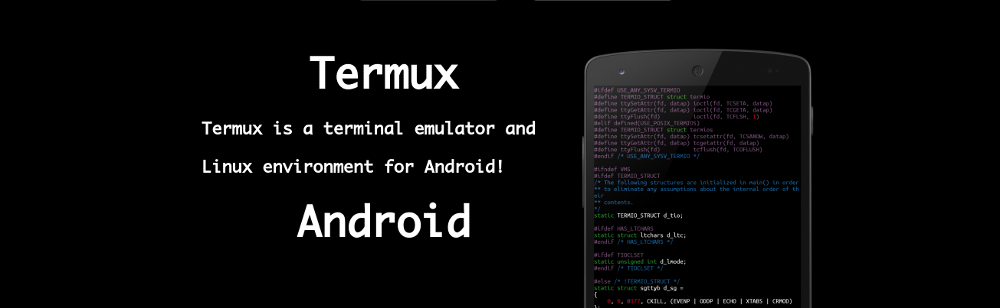 Termux
Termux is a terminal emulator and
Linux environment for Android!
Android
#ifdef USE_ANY_SYSV_TERMIO
#define TERMIO_STRUCT struct termio
#define ttySetAttr(fd, datap) ioctl(fd, TCSETA, datap)
#define ttyGetAttr(fd, datap) ioctl(fd, TCGETA, datap)
#define ttyFlush(fd) ioctl(fd, TCFLSH, 1)
#elif defined(USE_POSIX_TERMIOS)
#define TERMIO_STRUCT struct termios
#define ttySetAttr(fd, datap) tcsetattr(fd, TCSANOW, datap)
#define ttyGetAttr(fd, datap) tcgetattr(fd, datap)
#define ttyFlush(fd) tcflush(fd, TCOFLUSH)
#endif /* USE_ANY_SYSV_TERMIO */
#ifndef VMS
#ifdef TERMIO_STRUCT
/* The following structures are initialized in main() in order
** to eliminate any assumptions about the internal order of th
eir
** contents.
*/
static TERMIO_STRUCT d_tio;
#ifdef HAS_LTCHARS
static struct ltchars d_ltc;
#endif /* HAS_LTCHARS */
#ifdef TIOCLSET
static unsigned int d_lmode;
#endif /* TIOCLSET */
#else /* !TERMIO_STRUCT */
static struct sgttyb d_sg =
{
0, 0, 0177, CKILL, (EVENP | ODDP | ECHO | XTABS | CRMOD)
};